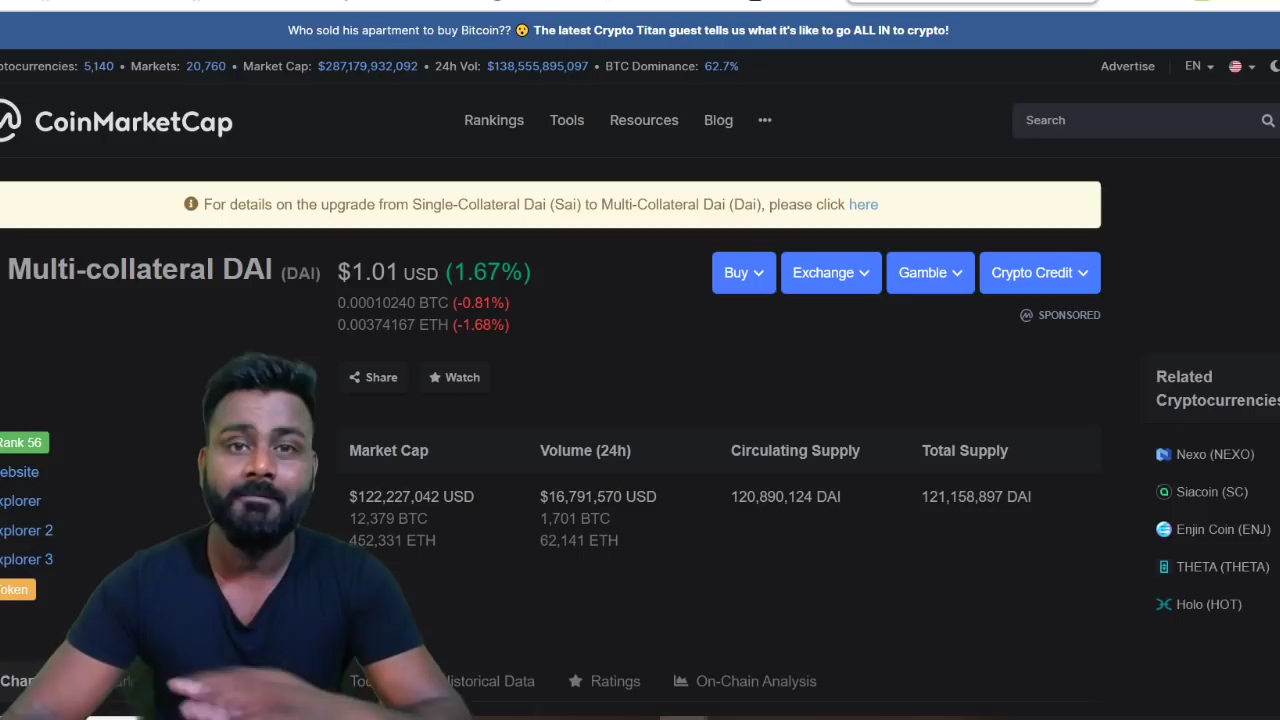 Who sold his apartment to buy Bitcoin?? 😮 The latest Crypto Titan guest tells us what it's like to go ALL IN to crypto!
ptocurrencies: 5,140 • Markets: 20,760 • Market Cap: $287,179,932,092 • 24h Vol: $138,555,895,097 • BTC Dominance: 62.7%
Advertise EN
CoinMarketCap
Rankings Tools Resources Blog •••
Search
For details on the upgrade from Single-Collateral Dai (Sai) to Multi-Collateral Dai (Dai), please click here
Multi-collateral DAI (DAI)
$1.01 USD (1.67%)
0.00010240 BTC (-0.81%)
0.00374167 ETH (-1.68%)
Buy Exchange Gamble Crypto Credit
SPONSORED
Share Watch
Rank 56
ebsite
xplorer
xplorer 2
xplorer 3
oken
Market Cap Volume (24h) Circulating Supply Total Supply
$122,227,042 USD $16,791,570 USD 120,890,124 DAI 121,158,897 DAI
12,379 BTC 1,701 BTC
452,331 ETH 62,141 ETH
Related
Cryptocurrencies
Nexo (NEXO)
Siacoin (SC)
Enjin Coin (ENJ)
THETA (THETA)
Holo (HOT)
Char Too istorical Data Ratings On-Chain Analysis